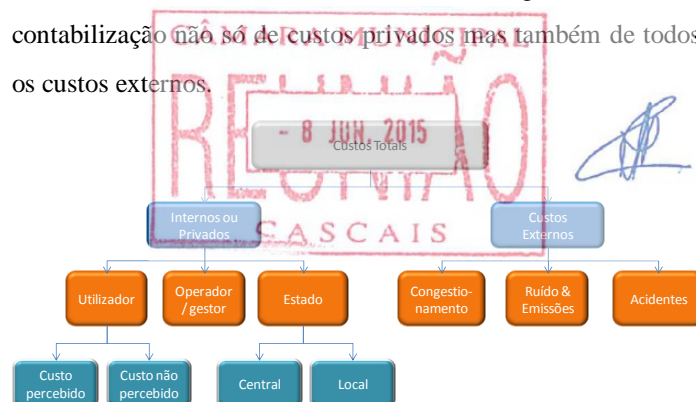 contabilização não só de custos privados mas também de todos
os custos externos.
CÂMARA MUNICIPAL
REUNIÃO
- 8 JUN. 2015
CASCAIS
Custos Totais
Internos ou
Privados
Custos
Externos
Utilizador
Operador
/ gestor
Estado
Congestio-
namento
Ruído &
Emissões
Acidentes
Custo
percebido
Custo não
percebido
Central
Local